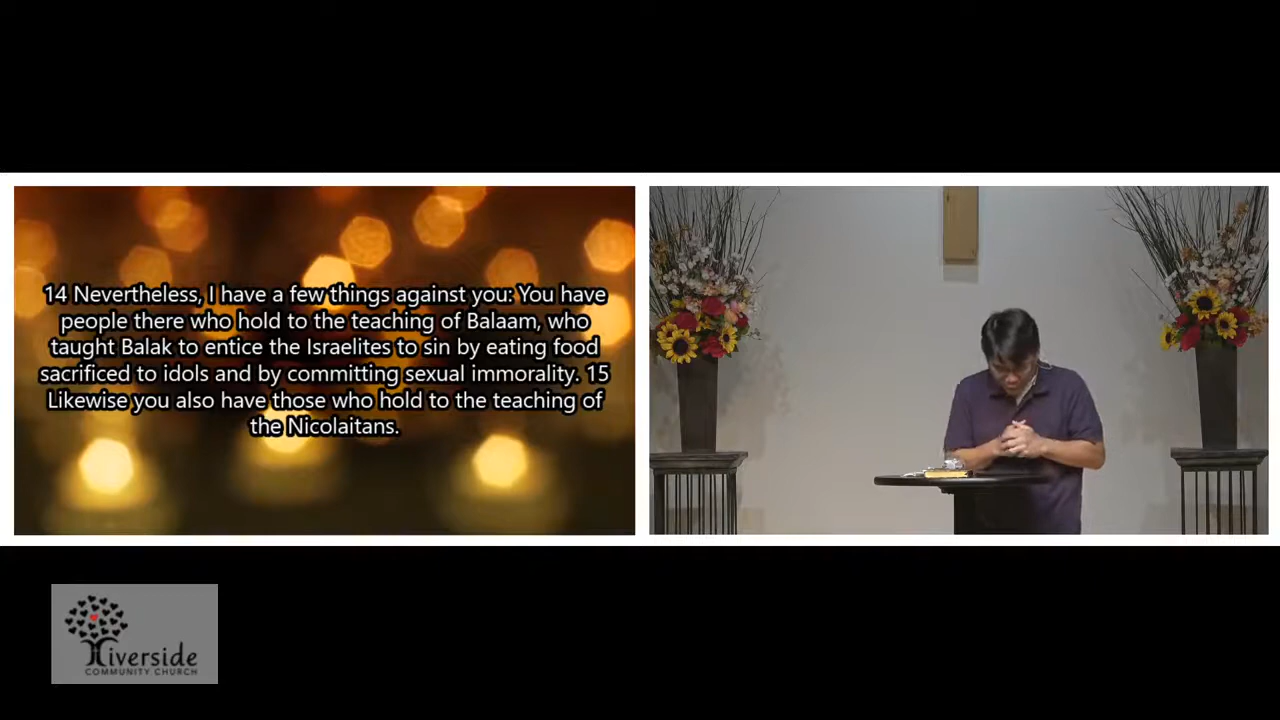 14 Nevertheless, I have a few things against you: You have
people there who hold to the teaching of Balaam, who
taught Balak to entice the Israelites to sin by eating food
sacrificed to idols and by committing sexual immorality. 15
Likewise you also have those who hold to the teaching of
the Nicolaitans.
Riverside
COMMUNITY CHURCH